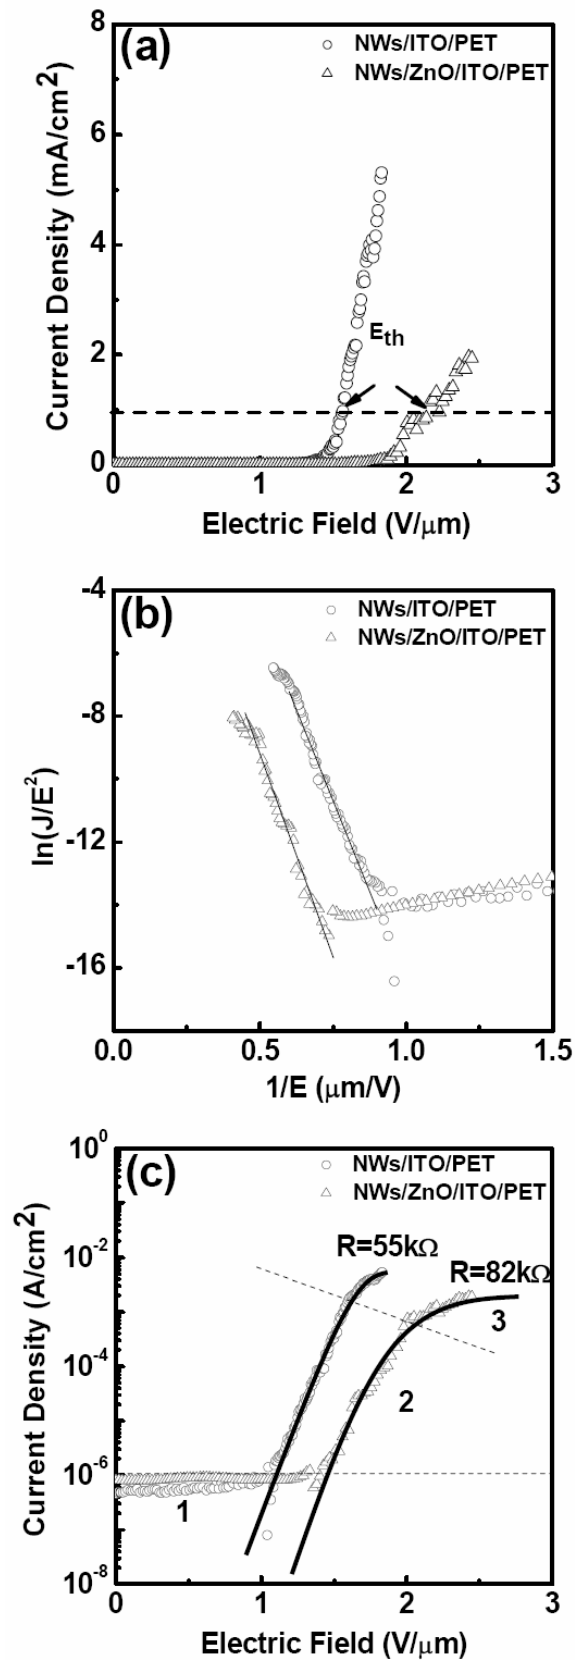 (a)
NWs/ITO/PET
NWs/ZnO/ITO/PET
8
6
4
2
0
E_th
1
2
3
Current Density (mA/cm²)
Electric Field (V/μm)
(b)
NWs/ITO/PET
NWs/ZnO/ITO/PET
-4
-8
-12
-16
0.0
0.5
1.0
1.5
ln(J/E²)
1/E (μm/V)
(c)
NWs/ITO/PET
NWs/ZnO/ITO/PET
R=55kΩ
R=82kΩ
3
2
1
10⁰
10⁻²
10⁻⁴
10⁻⁶
10⁻⁸
0
1
2
3
Current Density (A/cm²)
Electric Field (V/μm)